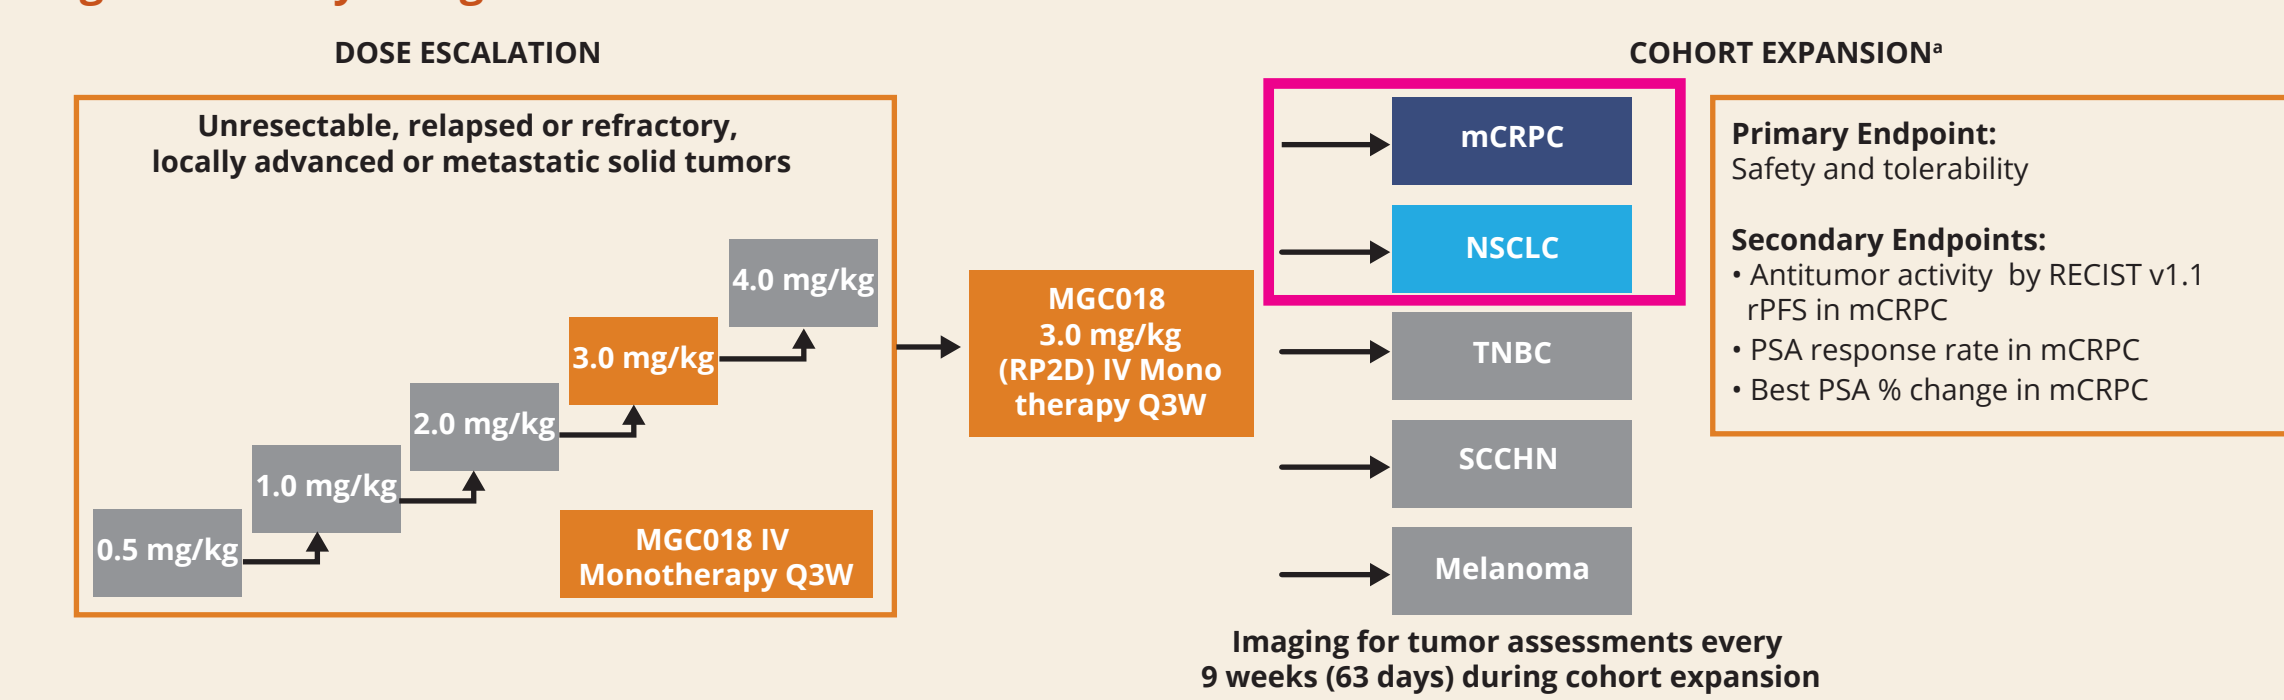 DOSE ESCALATION
Unresectable, relapsed or refractory,
locally advanced or metastatic solid tumors
0.5 mg/kg
1.0 mg/kg
2.0 mg/kg
3.0 mg/kg
4.0 mg/kg
MGC018 IV
Monotherapy Q3W
MGC018
3.0 mg/kg
(RP2D) IV Mono
therapy Q3W
COHORT EXPANSIONᵃ
mCRPC
NSCLC
TNBC
SCCHN
Melanoma
Imaging for tumor assessments every
9 weeks (63 days) during cohort expansion
Primary Endpoint:
Safety and tolerability
Secondary Endpoints:
• Antitumor activity by RECIST v1.1
rPFS in mCRPC
• PSA response rate in mCRPC
• Best PSA % change in mCRPC